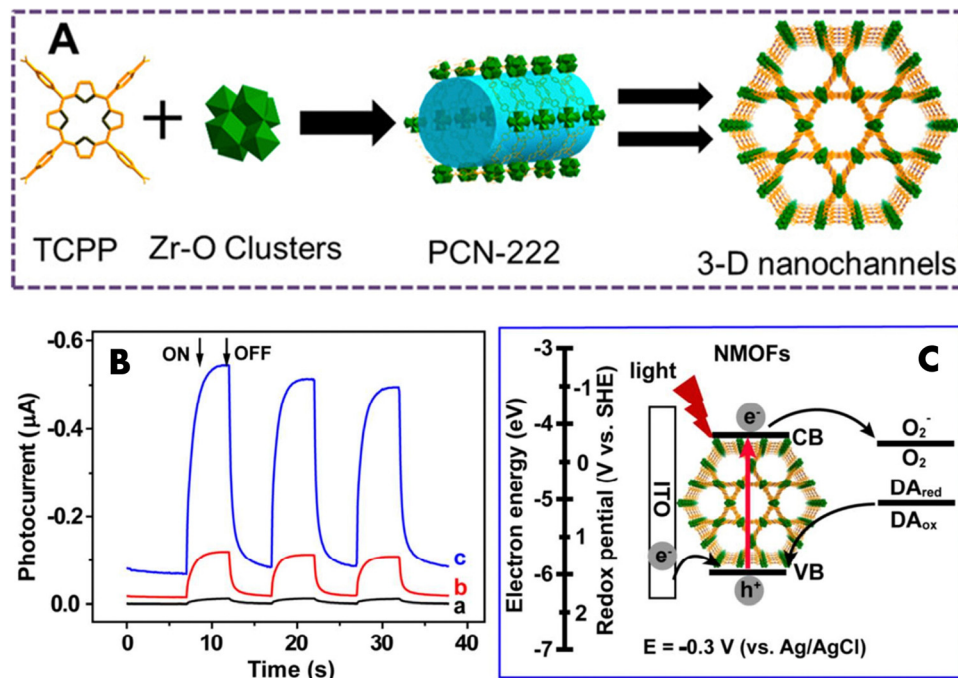 A
TCPP
+
Zr-O Clusters
PCN-222
3-D nanochannels
B
Photocurrent (μA)
-0.6
-0.4
-0.2
0.0
ON
OFF
c
b
a
0
10
20
30
40
Time (s)
C
NMOFs
light
Electron energy (eV)
-3
-4
-5
-6
-7
Redox pential (V vs. SHE)
-1
0
1
2
ITO
e-
e-
CB
VB
h+
O2-
O2
DAred
DAox
E = -0.3 V (vs. Ag/AgCl)